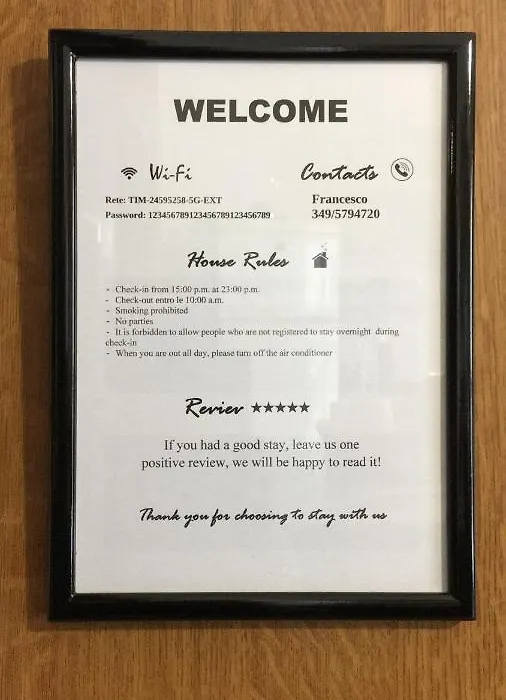 WELCOME
Wi-Fi
Rete: TIM-24595258-5G-EXT
Password: 123456789123456789123456789
Contacts
Francesco
349/5794720
House Rules
- Check-in from 15:00 p.m. at 23:00 p.m.
- Check-out entro le 10:00 a.m.
- Smoking prohibited
- No parties
- It is forbidden to allow people who are not registered to stay overnight during
check-in
- When you are out all day, please turn off the air conditioner
Review ★★★★★
If you had a good stay, leave us one
positive review, we will be happy to read it!
Thank you for choosing to stay with us